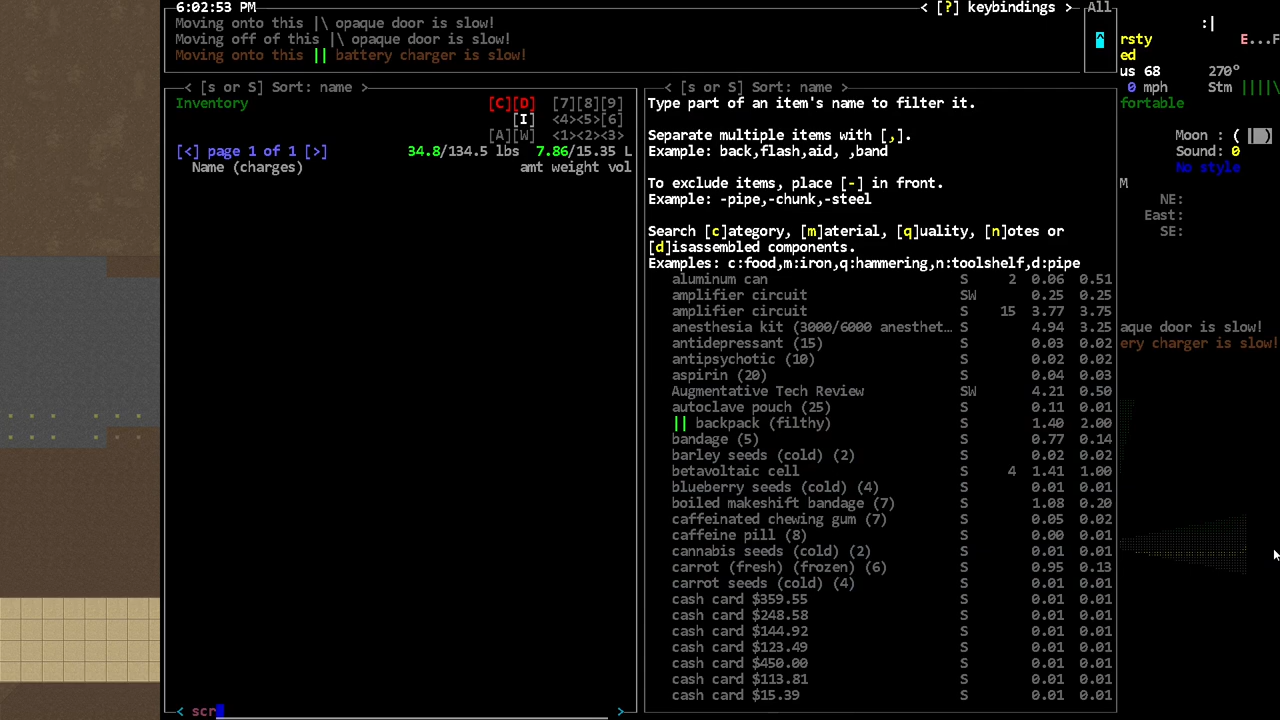 6:02:53 PM
< [?] keybindings >
All
Moving onto this |\ opaque door is slow!
Moving off of this |\ opaque door is slow!
Moving onto this || battery charger is slow!
< [s or S] Sort: name >
Inventory
[C][D] [7][8][9]
[I] <4><5>[6]
[A][W] <1><2><3>
[<] page 1 of 1 [>] 34.8/134.5 lbs 7.86/15.35 L
Name (charges) amt weight vol
< scr >
< [s or S] Sort: name >
Type part of an item's name to filter it.
Separate multiple items with [,].
Example: back,flash,aid, ,band
To exclude items, place [-] in front.
Example: -pipe,-chunk,-steel
Search [c]ategory, [m]aterial, [q]uality, [n]otes or
[d]isassembled components.
Examples: c:food,m:iron,q:hammering,n:toolshelf,d:pipe
aluminum can S 2 0.06 0.51
amplifier circuit SW 0.25 0.25
amplifier circuit S 15 3.77 3.75
anesthesia kit (3000/6000 anesthet… S 4.94 3.25
antidepressant (15) S 0.03 0.02
antipsychotic (10) S 0.02 0.02
aspirin (20) S 0.04 0.03
Augmentative Tech Review SW 4.21 0.50
autoclave pouch (25) S 0.11 0.01
|| backpack (filthy) S 1.40 2.00
bandage (5) S 0.77 0.14
barley seeds (cold) (2) S 0.02 0.02
betavoltaic cell S 4 1.41 1.00
blueberry seeds (cold) (4) S 0.01 0.01
boiled makeshift bandage (7) S 1.08 0.20
caffeinated chewing gum (7) S 0.05 0.02
caffeine pill (8) S 0.00 0.01
cannabis seeds (cold) (2) S 0.01 0.01
carrot (fresh) (frozen) (6) S 0.95 0.13
carrot seeds (cold) (4) S 0.01 0.01
cash card $359.55 S 0.01 0.01
cash card $248.58 S 0.01 0.01
cash card $144.92 S 0.01 0.01
cash card $123.49 S 0.01 0.01
cash card $450.00 S 0.01 0.01
cash card $113.81 S 0.01 0.01
cash card $15.39 S 0.01 0.01
:|
rsty E...F
ed
us 68 270°
0 mph Stm ||||\
fortable
Moon : ( | )
Sound: 0
No style
M
NE:
East:
SE:
aque door is slow!
ery charger is slow!